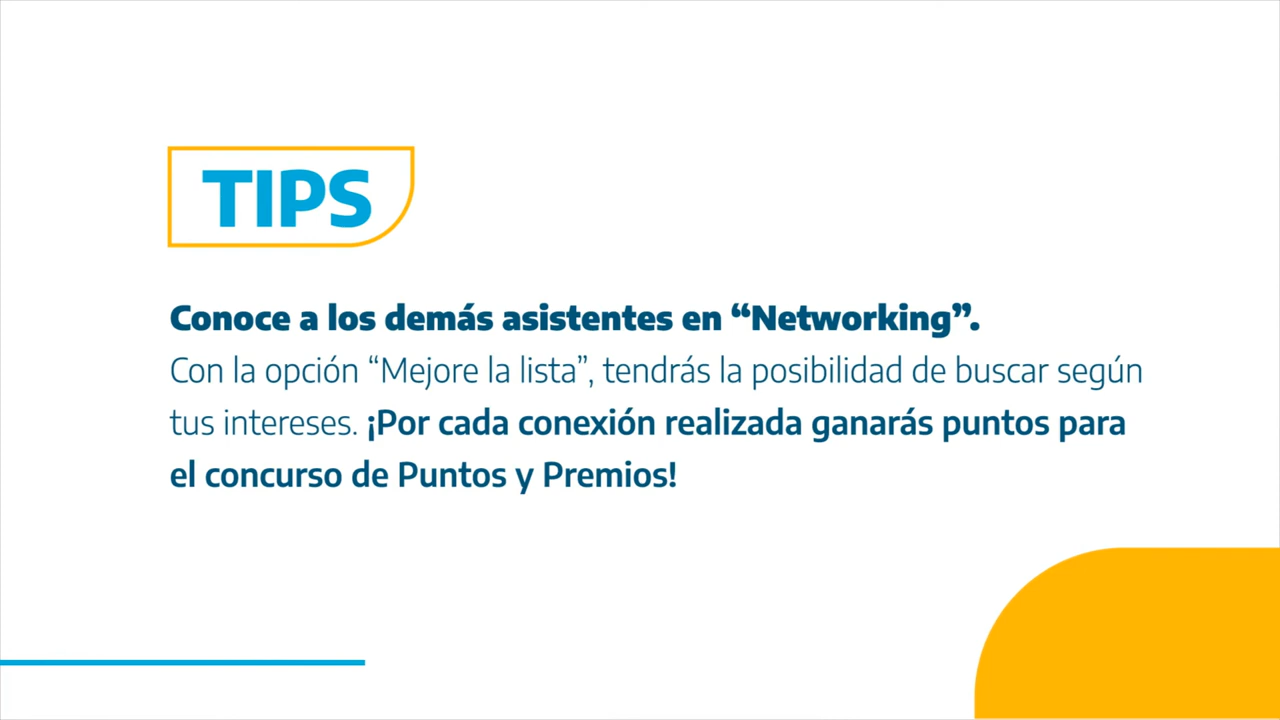 TIPS
Conoce a los demás asistentes en “Networking”.
Con la opción “Mejore la lista”, tendrás la posibilidad de buscar según
tus intereses. ¡Por cada conexión realizada ganarás puntos para
el concurso de Puntos y Premios!